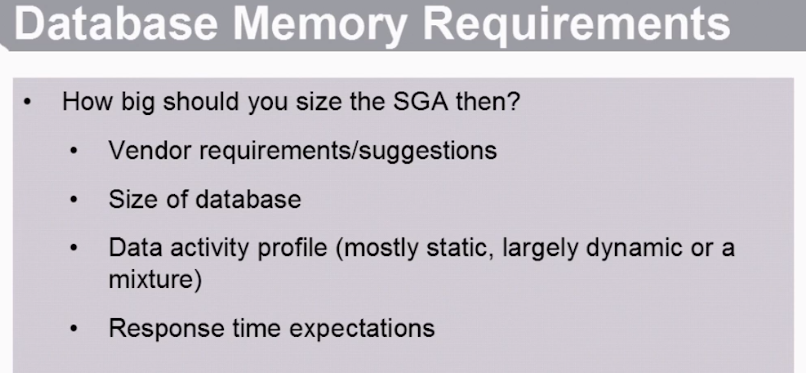 Database Memory Requirements
• How big should you size the SGA then?
• Vendor requirements/suggestions
• Size of database
• Data activity profile (mostly static, largely dynamic or a
mixture)
• Response time expectations